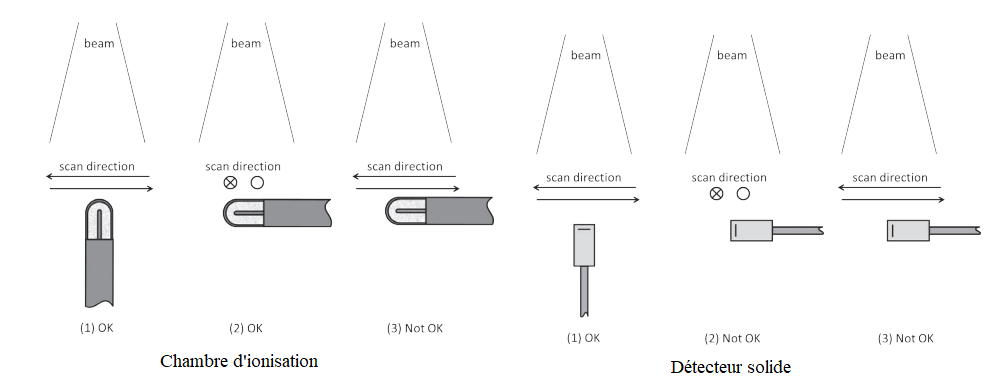 beam
beam
beam
scan direction
scan direction
scan direction
(1) OK
(2) OK
(3) Not OK
Chambre d'ionisation
beam
beam
beam
scan direction
scan direction
scan direction
(1) OK
(2) Not OK
(3) Not OK
Détecteur solide